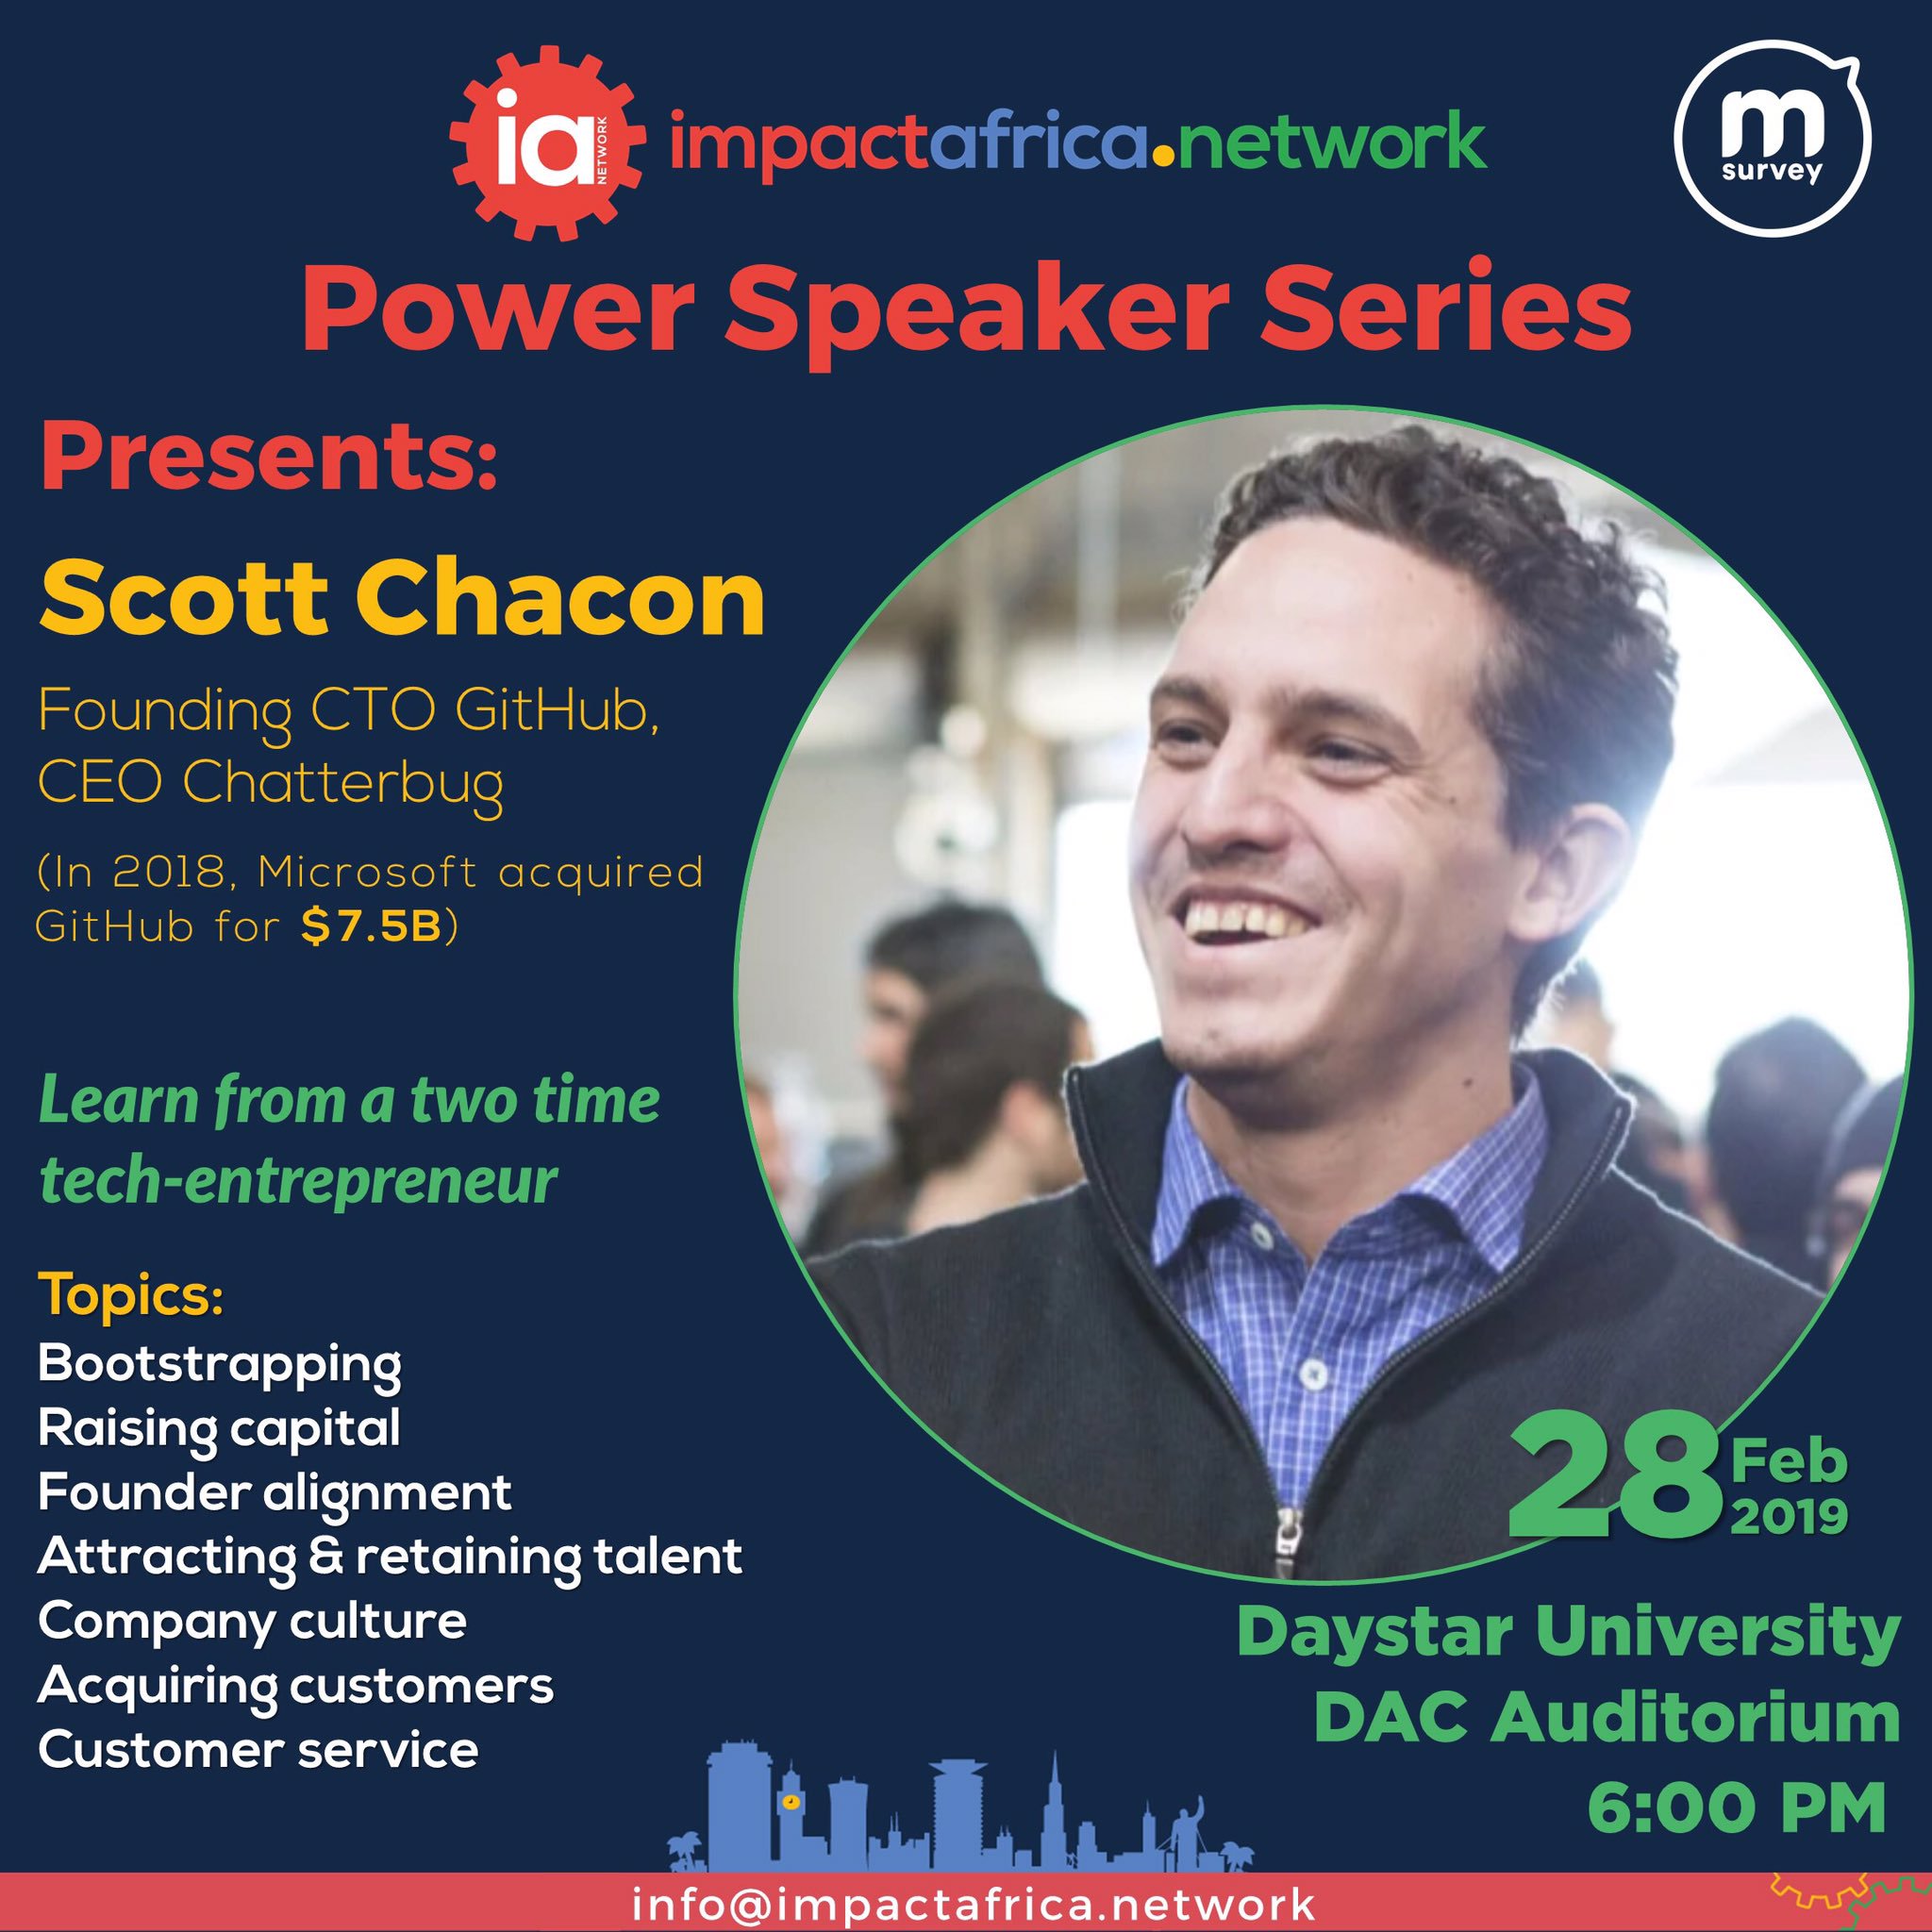 ia
NETWORK
impactafrica.network
m
survey
Power Speaker Series
Presents:
Scott Chacon
Founding CTO GitHub,
CEO Chatterbug
(In 2018, Microsoft acquired
GitHub for $7.5B)
Learn from a two time
tech-entrepreneur
Topics:
Bootstrapping
Raising capital
Founder alignment
Attracting & retaining talent
Company culture
Acquiring customers
Customer service
28 Feb
2019
Daystar University
DAC Auditorium
6:00 PM
info@impactafrica.network